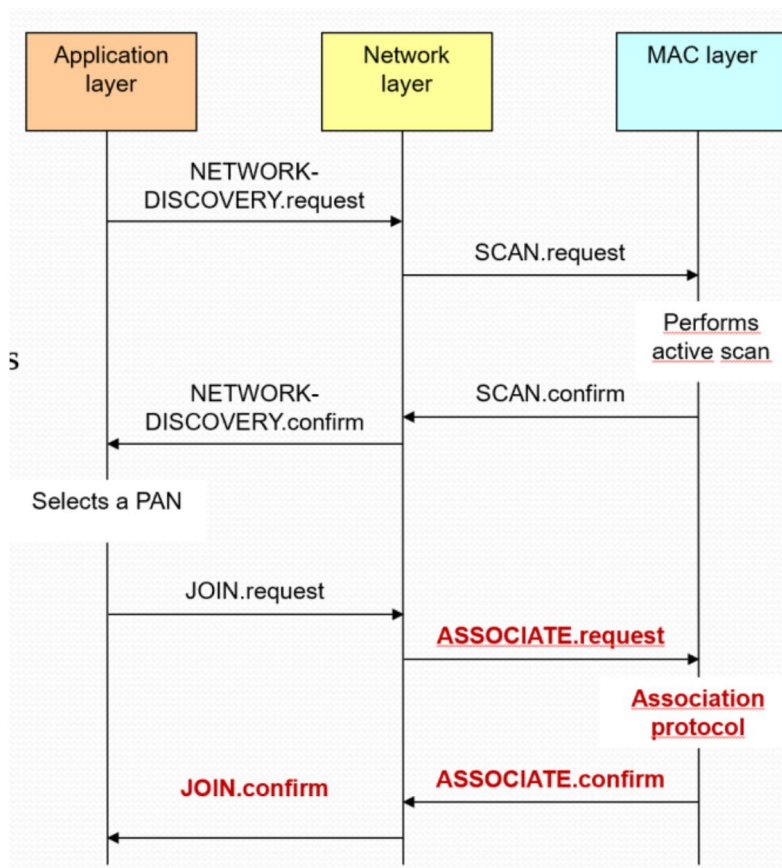 Application
layer
Network
layer
MAC layer
NETWORK-
DISCOVERY.request
SCAN.request
Performs
active scan
s
NETWORK-
DISCOVERY.confirm
SCAN.confirm
Selects a PAN
JOIN.request
ASSOCIATE.request
Association
protocol
JOIN.confirm
ASSOCIATE.confirm